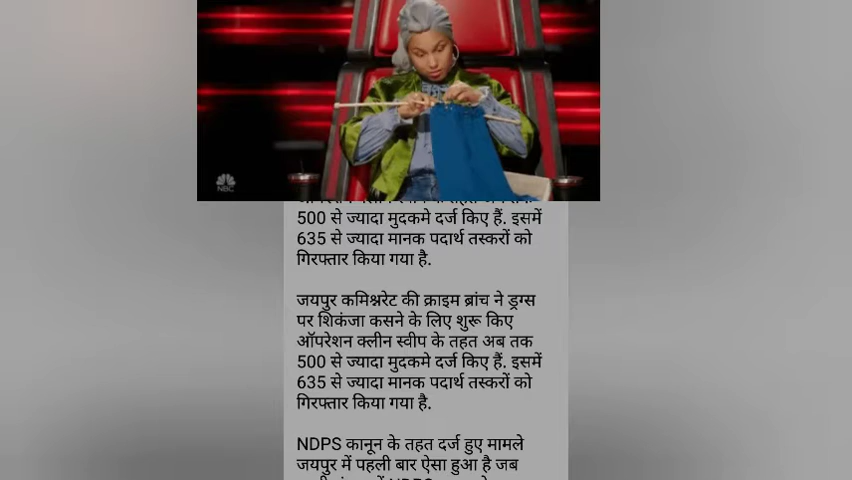 NBC
500 से ज्यादा मुदकमे दर्ज किए हैं. इसमें
635 से ज्यादा मानक पदार्थ तस्करों को
गिरफ्तार किया गया है.
जयपुर कमिश्नरेट की क्राइम ब्रांच ने ड्रग्स
पर शिकंजा कसने के लिए शुरू किए
ऑपरेशन क्लीन स्वीप के तहत अब तक
500 से ज्यादा मुदकमे दर्ज किए हैं. इसमें
635 से ज्यादा मानक पदार्थ तस्करों को
गिरफ्तार किया गया है.
NDPS कानून के तहत दर्ज हुए मामले
जयपुर में पहली बार ऐसा हुआ है जब